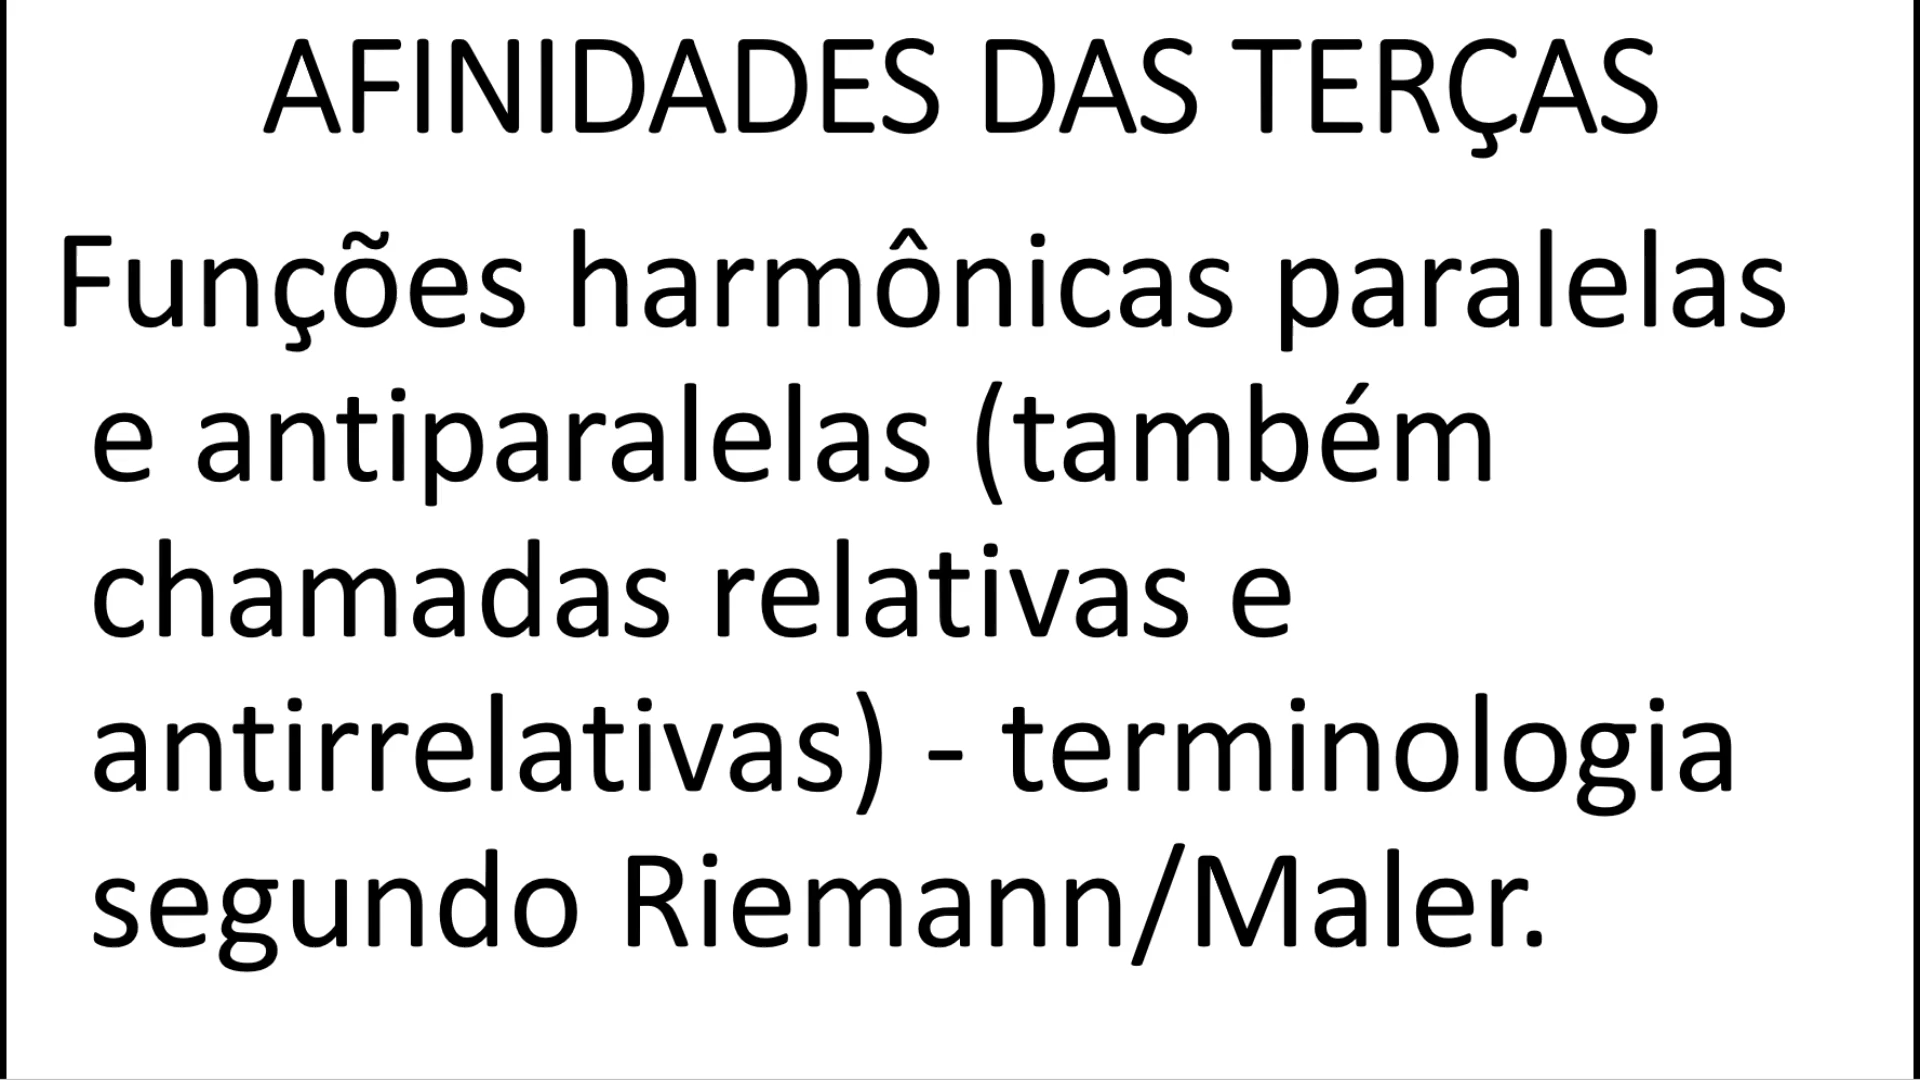 AFINIDADES DAS TERÇAS
Funções harmônicas paralelas
e antiparalelas (também
chamadas relativas e
antirrelativas) - terminologia
segundo Riemann/Maler.